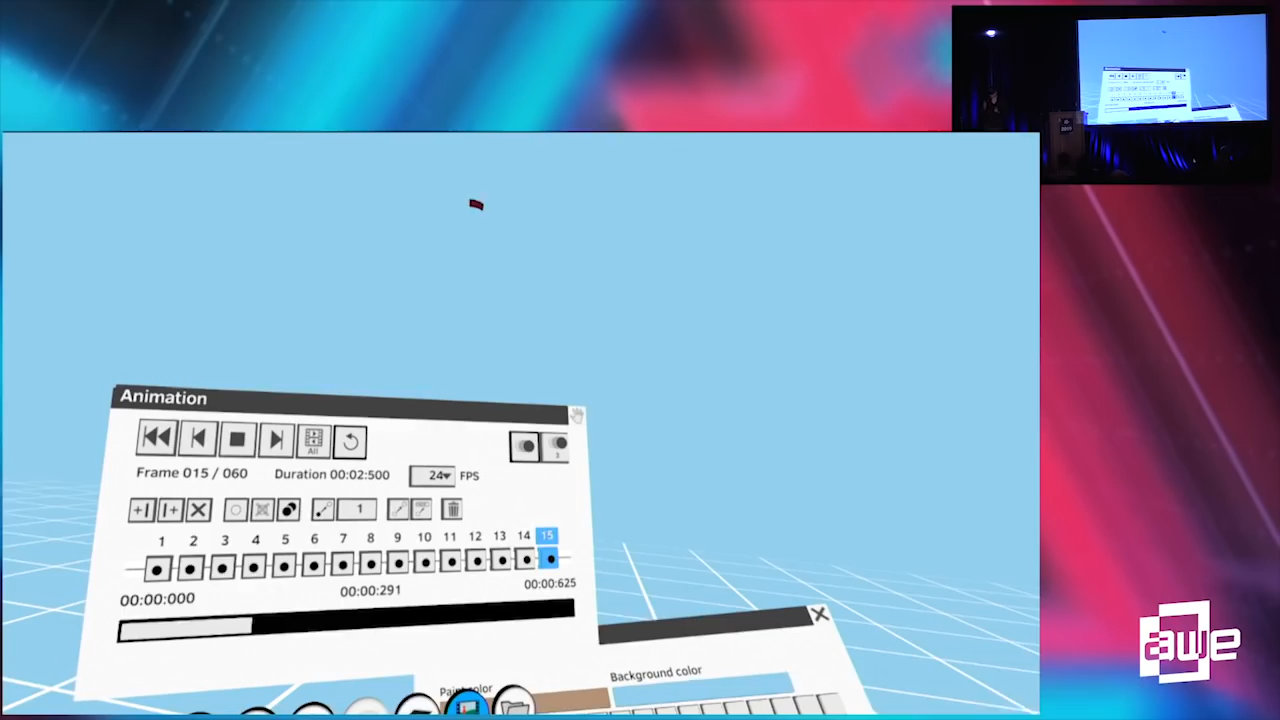 Animation
All
3
Frame 015 / 060 Duration 00:02:500 24 FPS
1
1 2 3 4 5 6 7 8 9 10 11 12 13 14 15
00:00:000 00:00:291 00:00:625
Background color
Paint color
awe